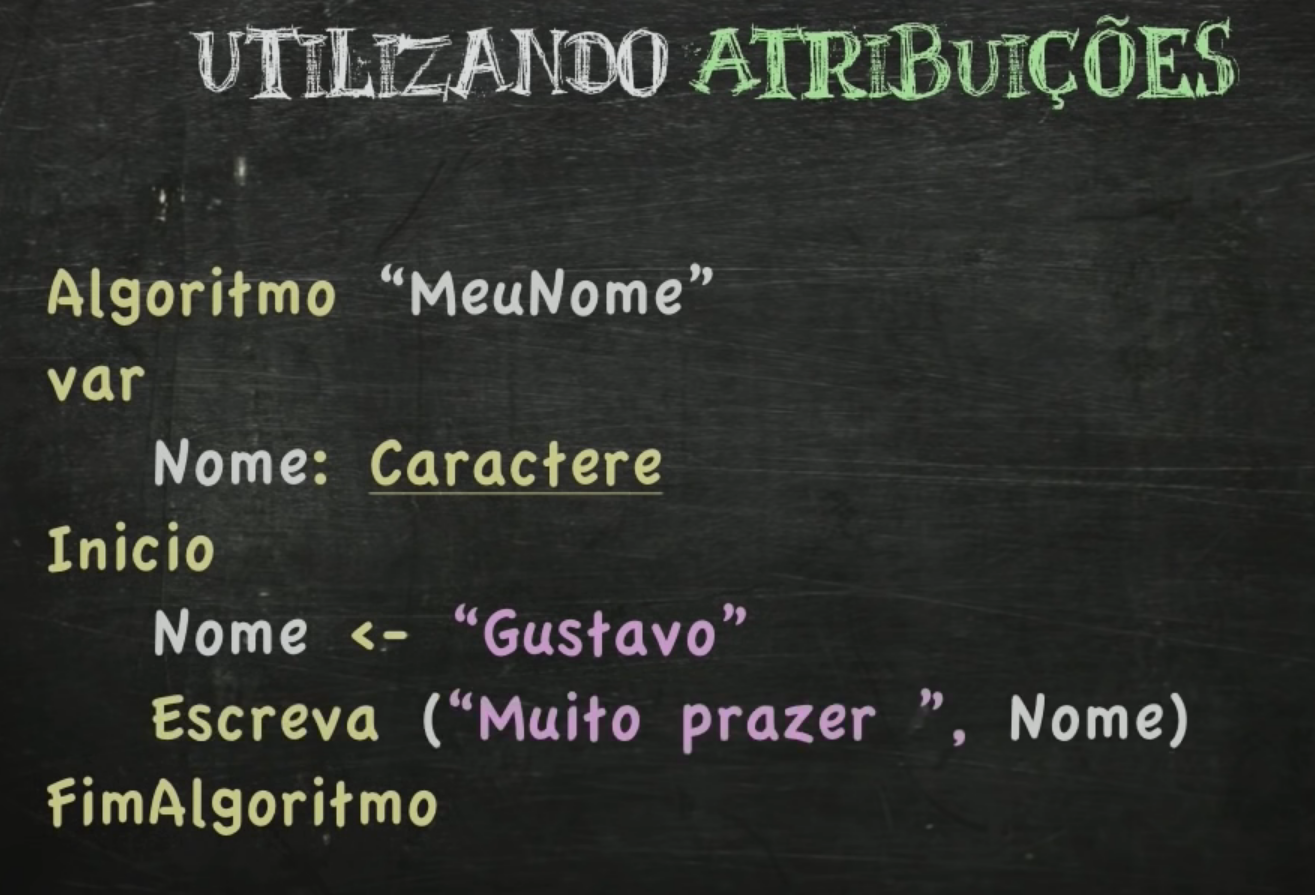 UTILIZANDO ATRIBUIÇÕES
Algoritmo “MeuNome”
var
Nome: Caractere
Inicio
Nome <- “Gustavo”
Escreva (“Muito prazer ”, Nome)
FimAlgoritmo